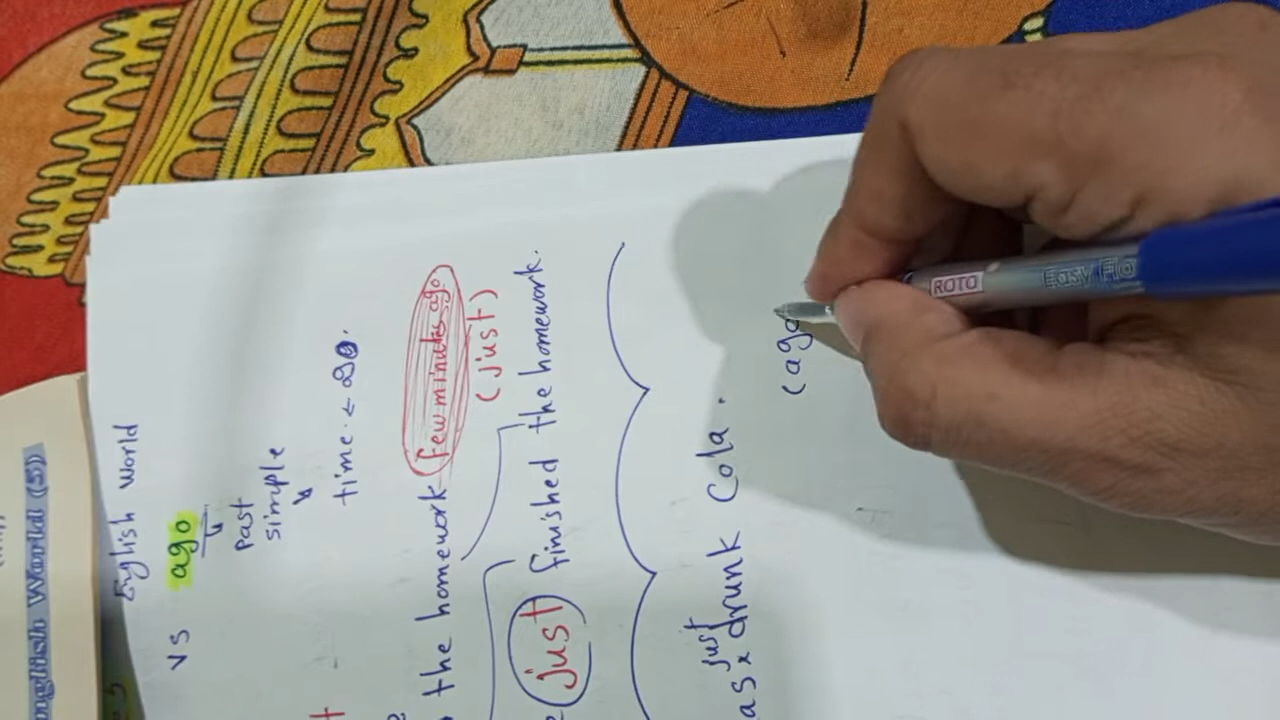 English World (5)
English World
vs ago
past
simple
time.
the homework few minutes ago
(just)
just finished the homework.
just
as x drunk Cola.
(ago
ROTO
Easy Flo